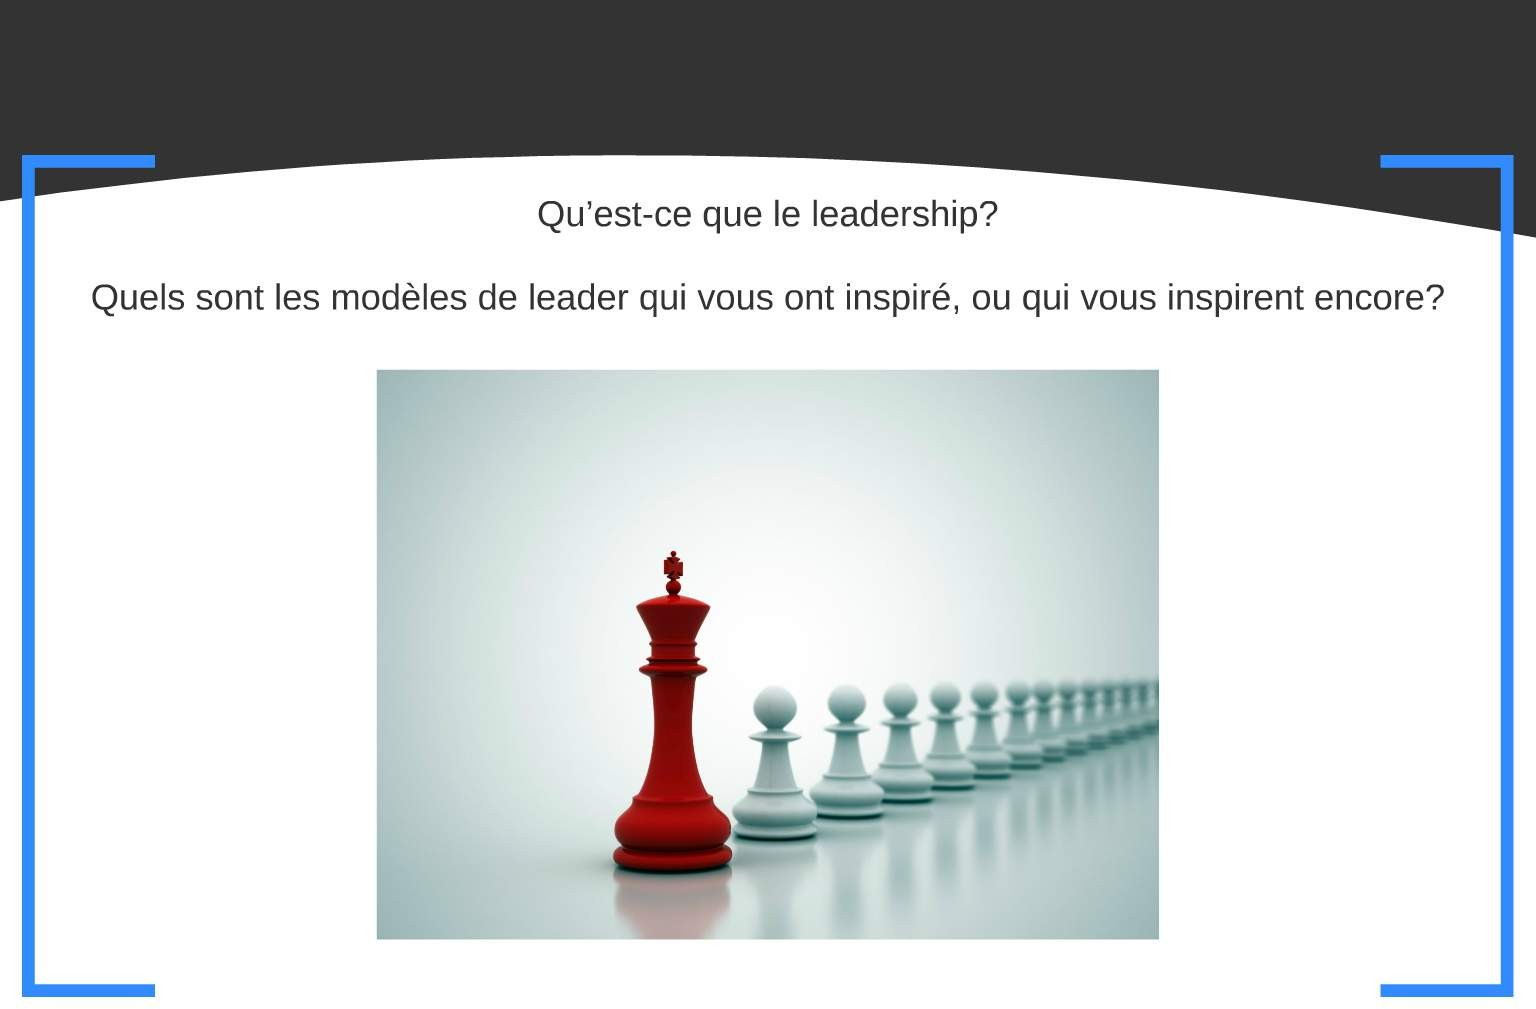 Qu’est-ce que le leadership?
Quels sont les modèles de leader qui vous ont inspiré, ou qui vous inspirent encore?